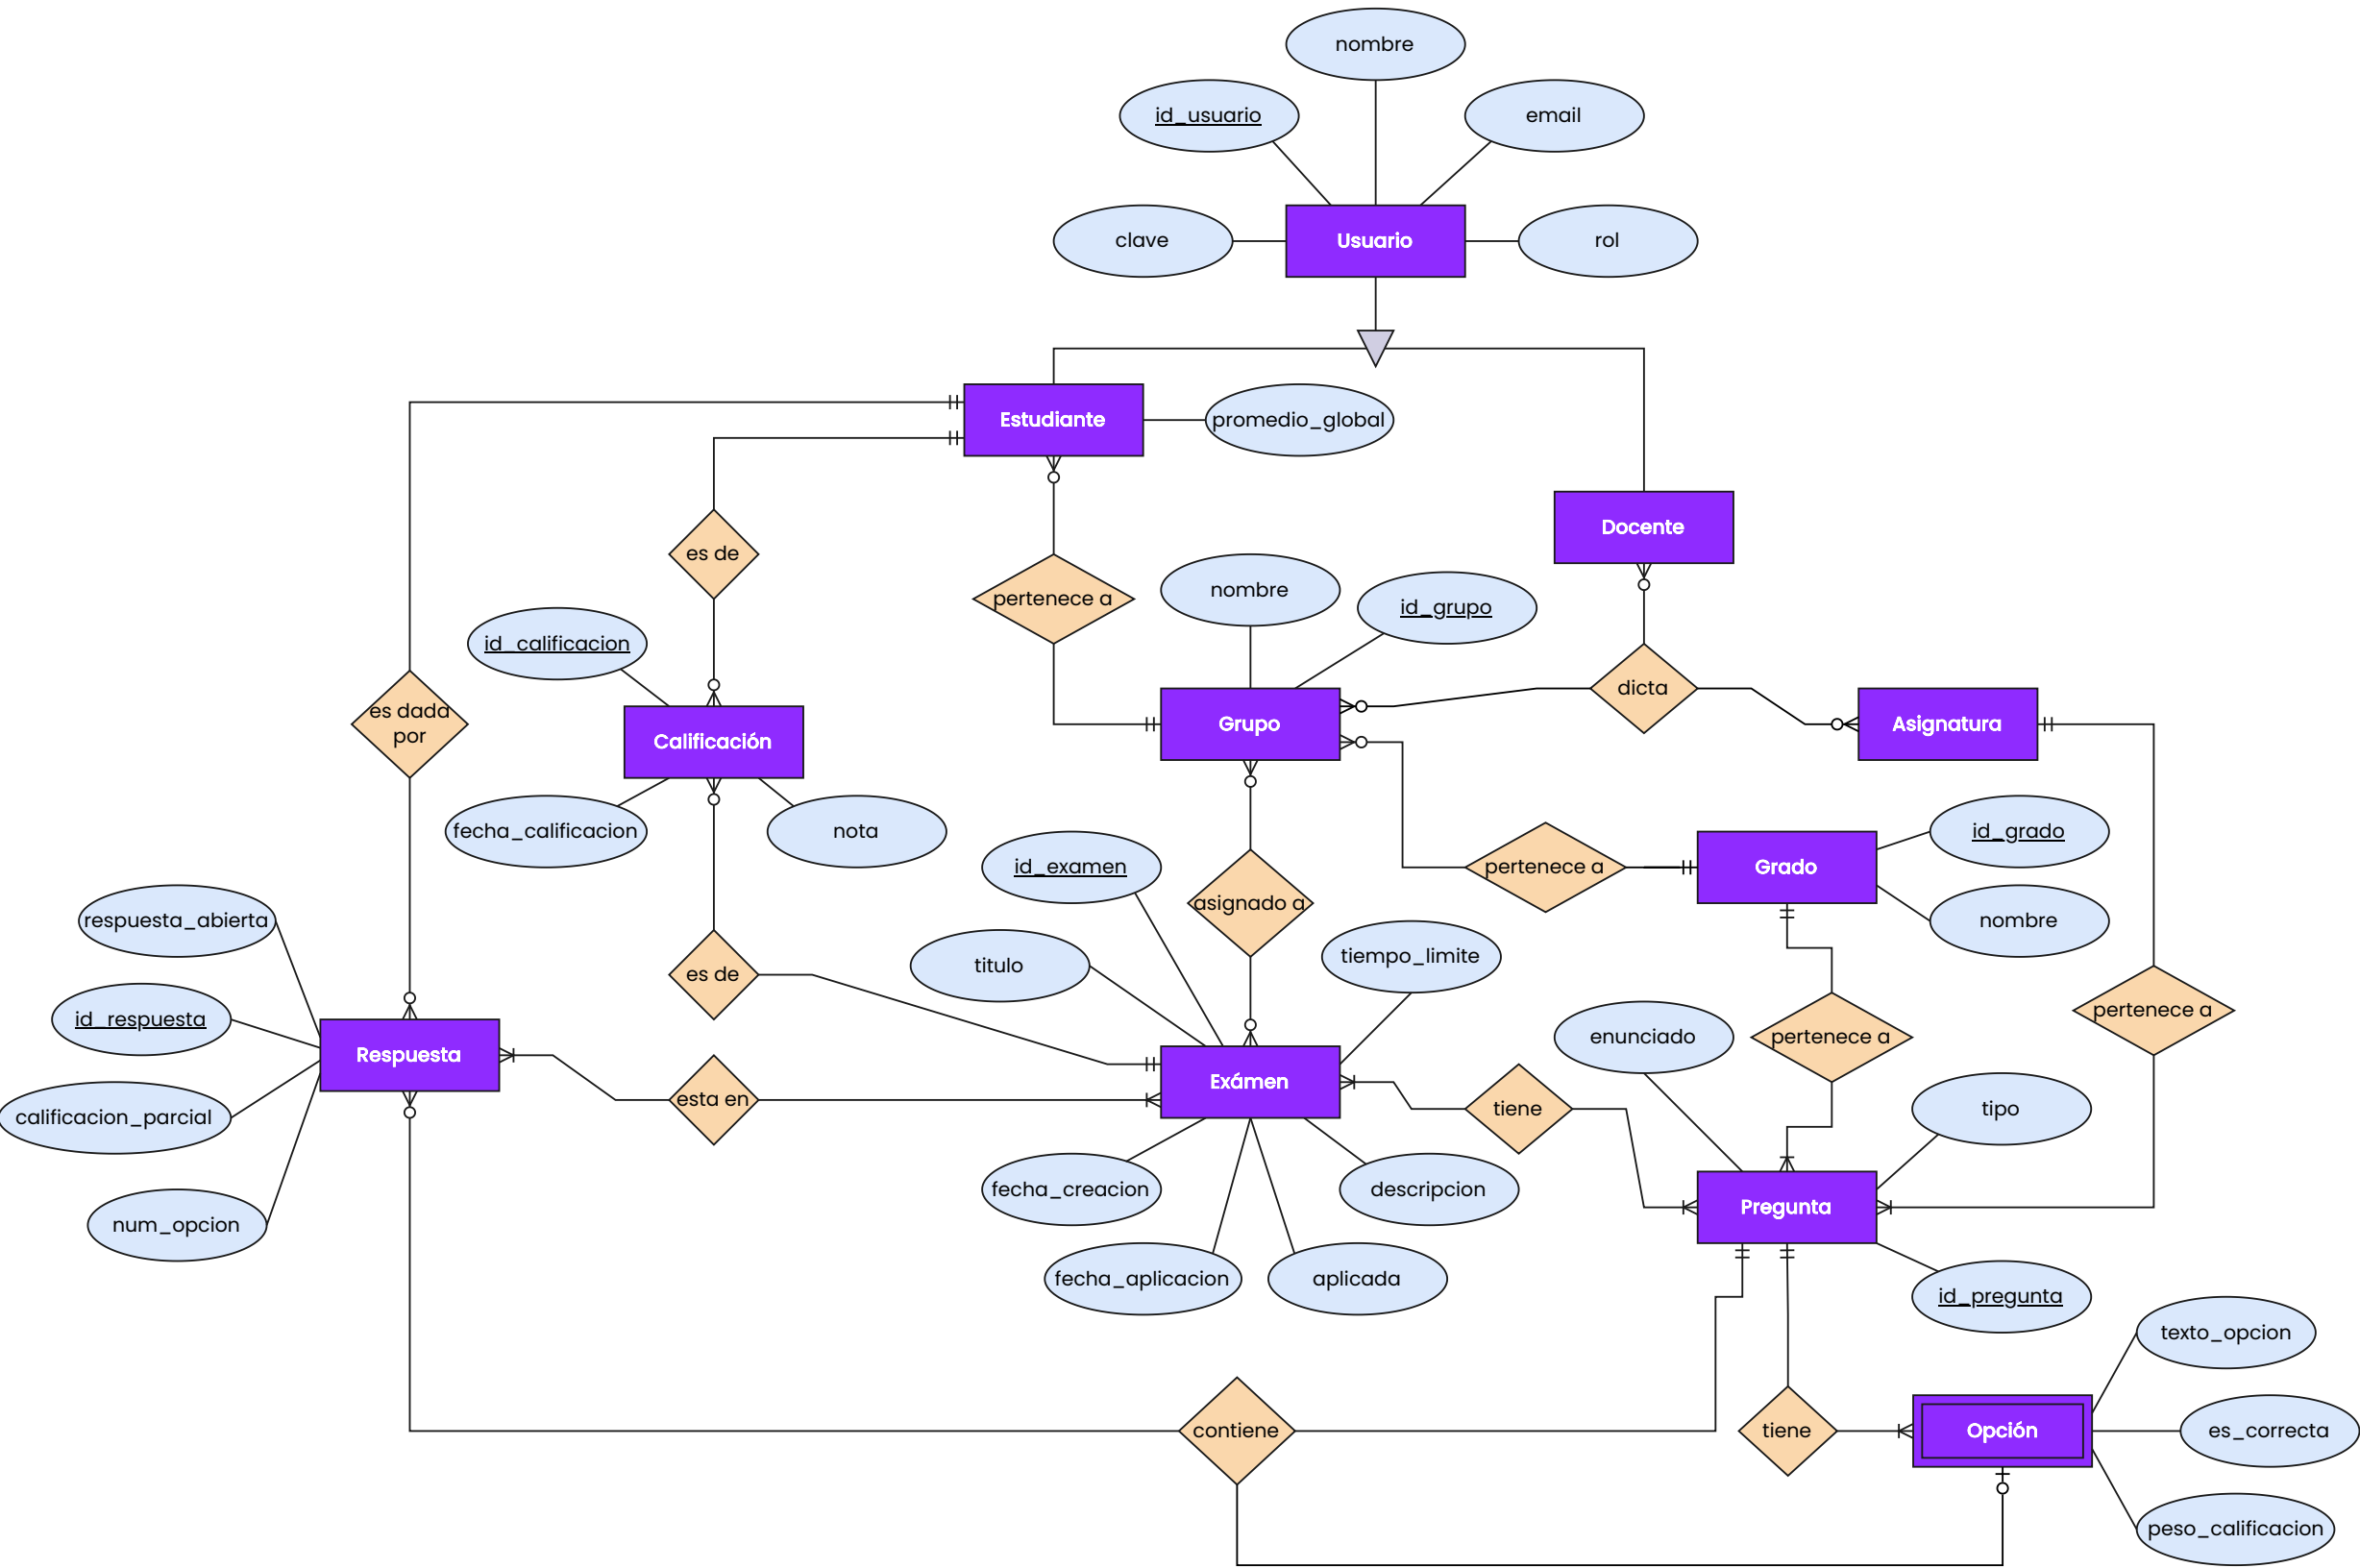 nombre
id_usuario
email
clave
Usuario
rol
Estudiante
promedio_global
Docente
es de
nombre
pertenece a
id_grupo
id_calificacion
dicta
es dada
por
Calificación
Grupo
Asignatura
fecha_calificacion
nota
id_grado
id_examen
pertenece a
Grado
asignado a
respuesta_abierta
nombre
tiempo_limite
titulo
es de
pertenece a
id_respuesta
enunciado
pertenece a
Respuesta
Exámen
esta en
tiene
tipo
calificacion_parcial
fecha_creacion
descripcion
Pregunta
num_opcion
fecha_aplicacion
aplicada
id_pregunta
texto_opcion
contiene
tiene
Opción
es_correcta
peso_calificacion